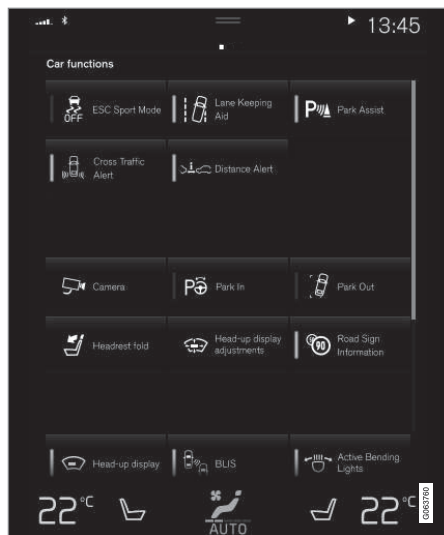 13:45
Car functions
OFF
ESC Sport Mode
Lane Keeping
Aid
P
Park Assist
Cross Traffic
Alert
Distance Alert
Camera
P
Park In
Park Out
Headrest fold
Head-up display
adjustments
90
Road Sign
Information
Head-up display
BLIS
Active Bending
Lights
22°C
AUTO
22°C
G063760